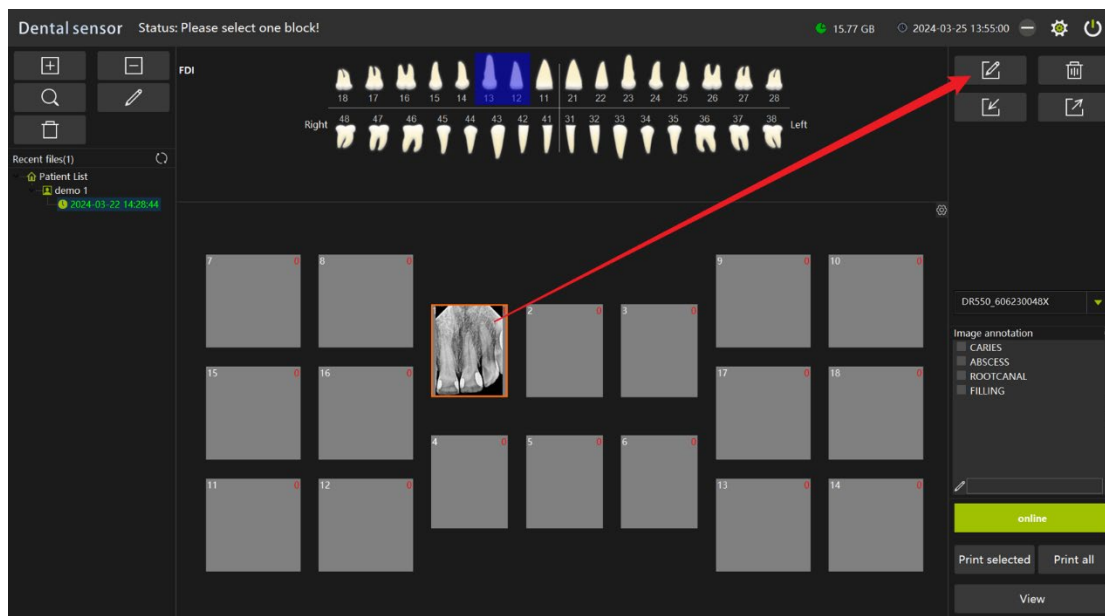 Dental sensor Status: Please select one block! 15.77 GB 2024-03-25 13:55:00
FDI
18 17 16 15 14 13 12 11 21 22 23 24 25 26 27 28
Right 48 47 46 45 44 43 42 41 31 32 33 34 35 36 37 38 Left
Recent files(1)
Patient List
demo 1
2024-03-22 14:28:44
7 0 8 0 9 0 10 0
2 0 3 0
15 0 16 0 17 0 18 0
4 0 5 0 6 0
11 0 12 0 13 0 14 0
DR550_606230048X
Image annotation
CARIES
ABSCESS
ROOTCANAL
FILLING
online
Print selected Print all
View